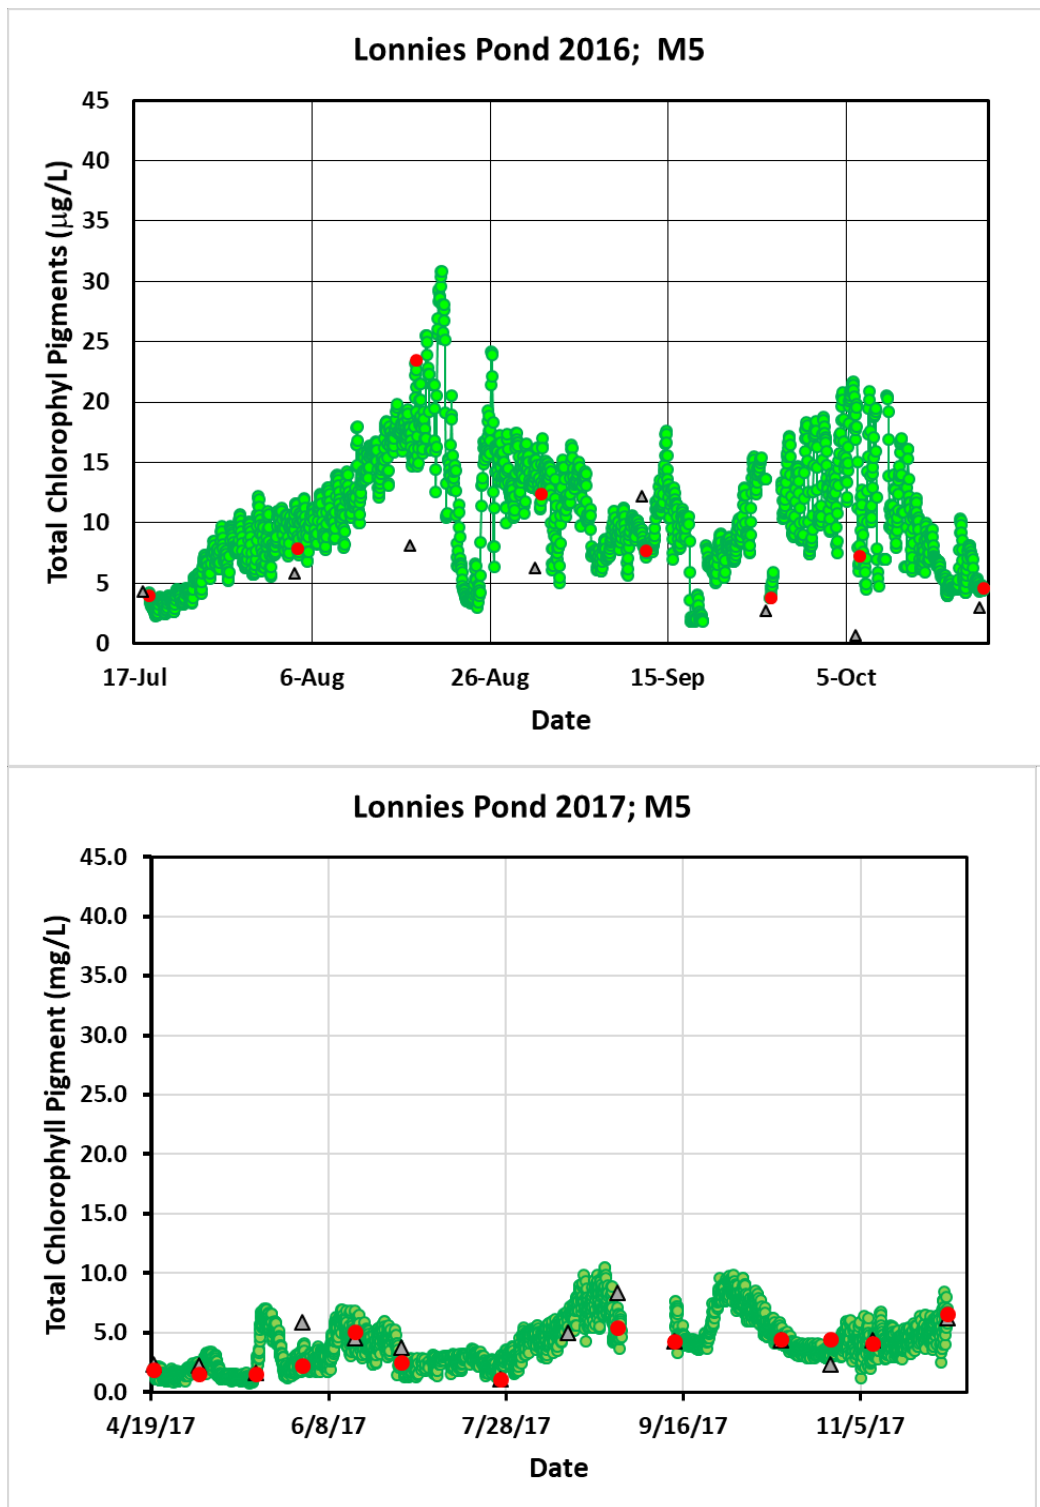 Lonnies Pond 2016;  M5
Total Chlorophyl Pigments (µg/L)
45
40
35
30
25
20
15
10
5
0
17-Jul
6-Aug
26-Aug
15-Sep
5-Oct
Date
Lonnies Pond 2017; M5
Total Chlorophyll Pigment (mg/L)
45.0
40.0
35.0
30.0
25.0
20.0
15.0
10.0
5.0
0.0
4/19/17
6/8/17
7/28/17
9/16/17
11/5/17
Date